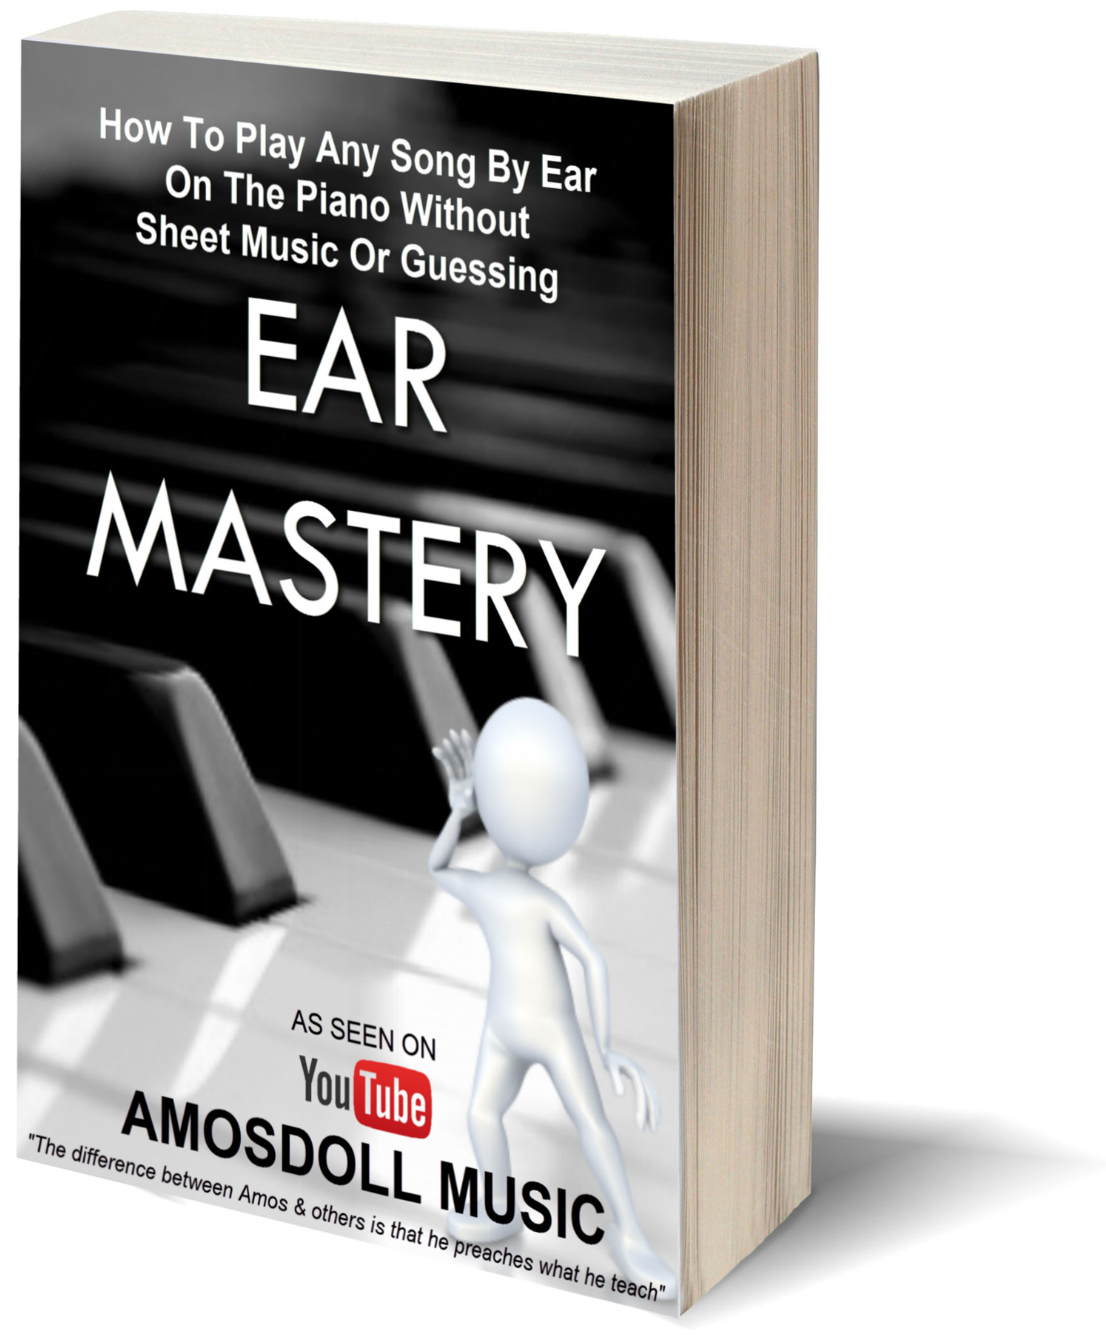 How To Play Any Song By Ear
On The Piano Without
Sheet Music Or Guessing
EAR
MASTERY
AS SEEN ON
YouTube
AMOSDOLL MUSIC
"The difference between Amos & others is that he preaches what he teach"